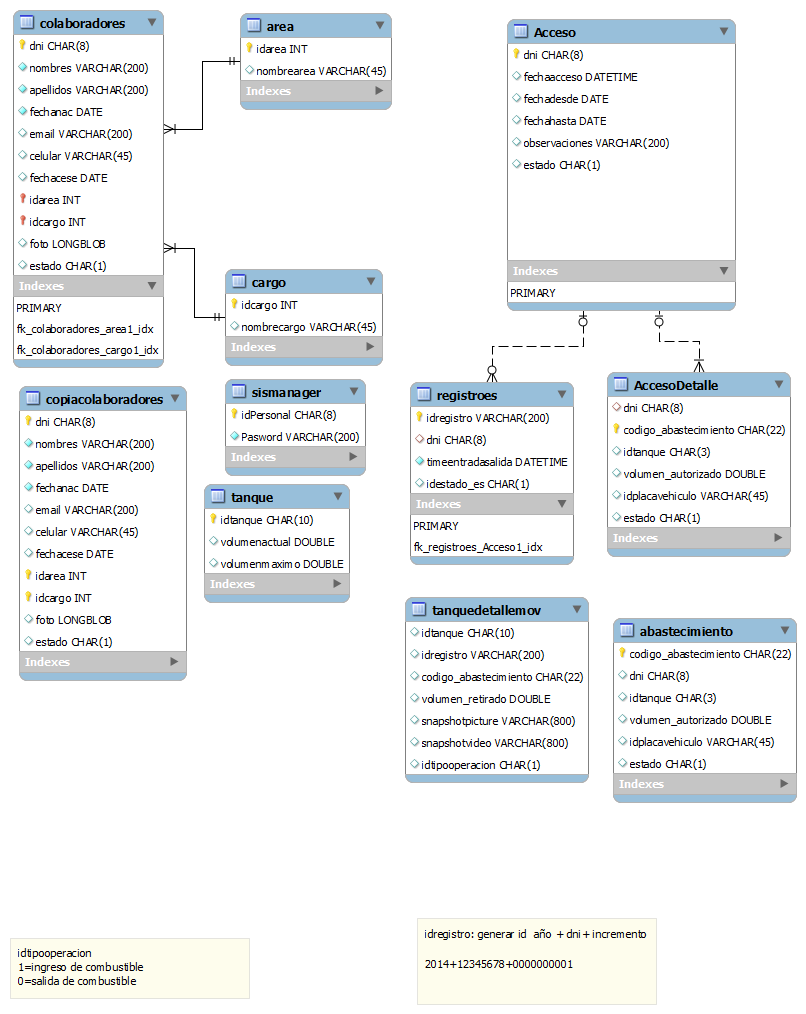 colaboradores
dni CHAR(8)
nombres VARCHAR(200)
apellidos VARCHAR(200)
fechanac DATE
email VARCHAR(200)
celular VARCHAR(45)
fechacese DATE
idarea INT
idcargo INT
foto LONGBLOB
estado CHAR(1)
Indexes
PRIMARY
fk_colaboradores_area1_idx
fk_colaboradores_cargo1_idx
area
idarea INT
nombrearea VARCHAR(45)
Indexes
Acceso
dni CHAR(8)
fechaacceso DATETIME
fechadesde DATE
fechahasta DATE
observaciones VARCHAR(200)
estado CHAR(1)
Indexes
PRIMARY
cargo
idcargo INT
nombrecargo VARCHAR(45)
Indexes
copiacolaboradores
dni CHAR(8)
nombres VARCHAR(200)
apellidos VARCHAR(200)
fechanac DATE
email VARCHAR(200)
celular VARCHAR(45)
fechacese DATE
idarea INT
idcargo INT
foto LONGBLOB
estado CHAR(1)
Indexes
sismanager
idPersonal CHAR(8)
Pasword VARCHAR(200)
Indexes
tanque
idtanque CHAR(10)
volumenactual DOUBLE
volumenmaximo DOUBLE
Indexes
registroes
idregistro VARCHAR(200)
dni CHAR(8)
timeentradasalida DATETIME
idestado_es CHAR(1)
Indexes
PRIMARY
fk_registroes_Acceso1_idx
AccesoDetalle
dni CHAR(8)
codigo_abastecimiento CHAR(22)
idtanque CHAR(3)
volumen_autorizado DOUBLE
idplacavehiculo VARCHAR(45)
estado CHAR(1)
Indexes
tanquedetallemov
idtanque CHAR(10)
idregistro VARCHAR(200)
codigo_abastecimiento CHAR(22)
volumen_retirado DOUBLE
snapshotpicture VARCHAR(800)
snapshotvideo VARCHAR(800)
idtipooperacion CHAR(1)
abastecimiento
codigo_abastecimiento CHAR(22)
dni CHAR(8)
idtanque CHAR(3)
volumen_autorizado DOUBLE
idplacavehiculo VARCHAR(45)
estado CHAR(1)
Indexes
idtipooperacion
1=ingreso de combustible
0=salida de combustible
idregistro: generar id año +dni+incremento
2014+12345678+0000000001